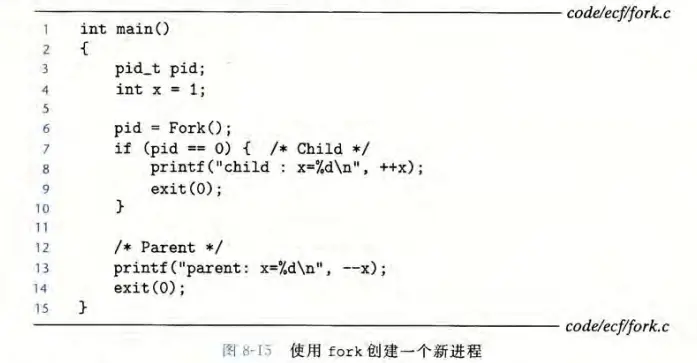 code/ecf/fork.c
1 int main()
2 {
3 pid_t pid;
4 int x = 1;
5
6 pid = Fork();
7 if (pid == 0) { /* Child */
8 printf("child : x=%d\n", ++x);
9 exit(0);
10 }
11
12 /* Parent */
13 printf("parent: x=%d\n", --x);
14 exit(0);
15 }
code/ecf/fork.c
图 8-15 使用 fork 创建一个新进程